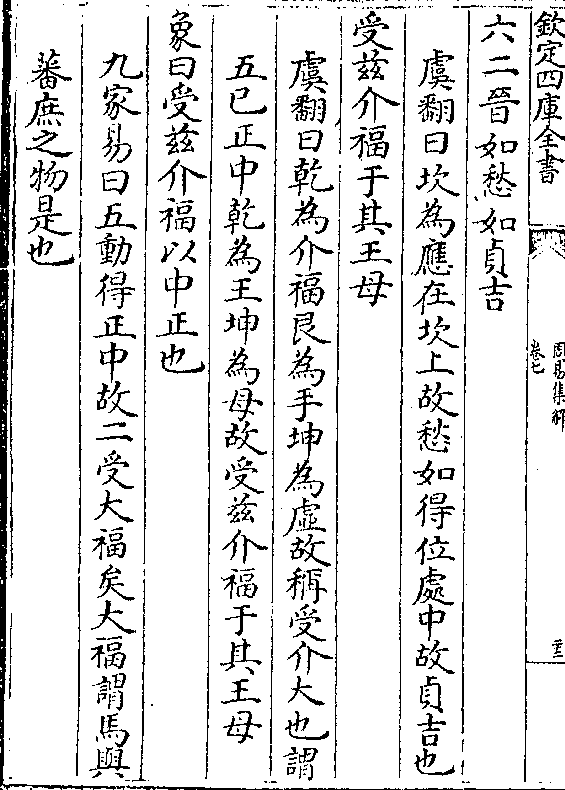 欽定四庫全書
周易集解
卷七
六二晉如愁如貞吉
虞翻曰坎為應在坎上故愁如得位處中故貞吉也
受茲介福于其王母
虞翻曰乾為介福艮為手坤為虛故稱受介大也謂
五已正中乾為王坤為母故受茲介福于其王母
象曰受茲介福以中正也
九家易曰五動得正中故二受大福矣大福謂馬與
蕃庶之物是也